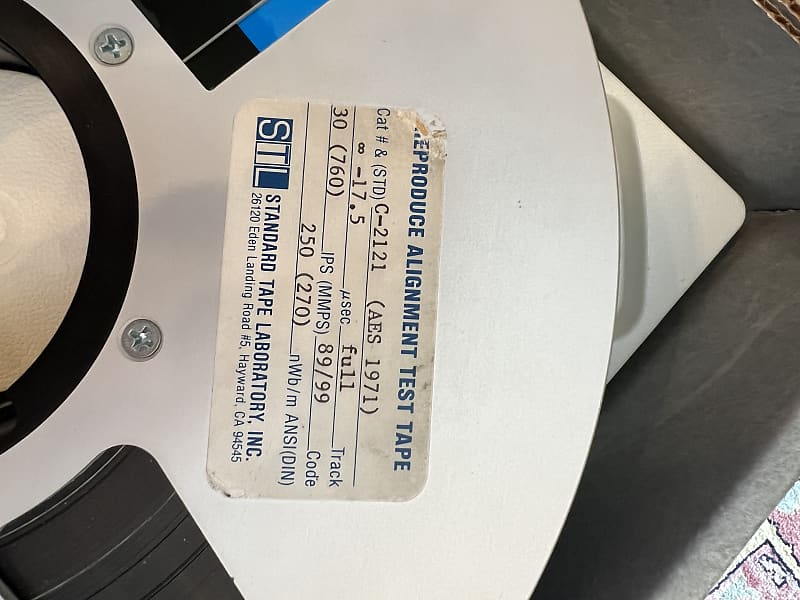 REPRODUCE ALIGNMENT TEST TAPE
Cat # & (STD) C-2121 (AES 1971)
∞ -17.5 µsec full Track
30 (760) IPS (MMPS) 89/99 Code
250 (270) nWb/m ANSI(DIN)
STL STANDARD TAPE LABORATORY, INC.
26120 Eden Landing Road #5, Hayward, CA 94545